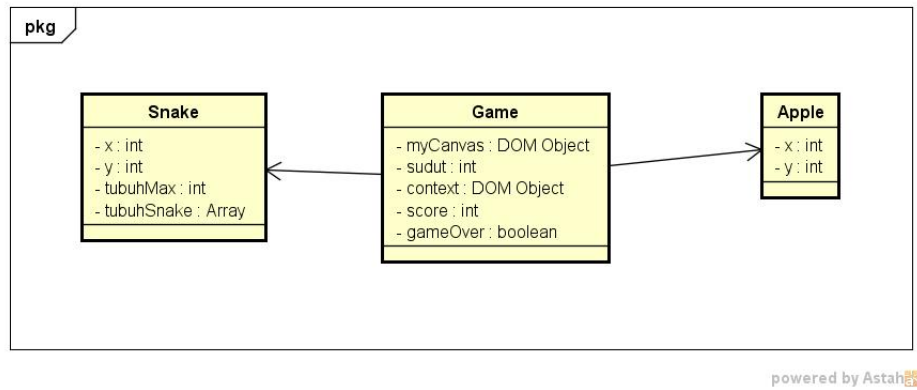 pkg
Snake
- x : int
- y : int
- tubuhMax : int
- tubuhSnake : Array
Game
- myCanvas : DOM Object
- sudut : int
- context : DOM Object
- score : int
- gameOver : boolean
Apple
- x : int
- y : int
powered by Astah